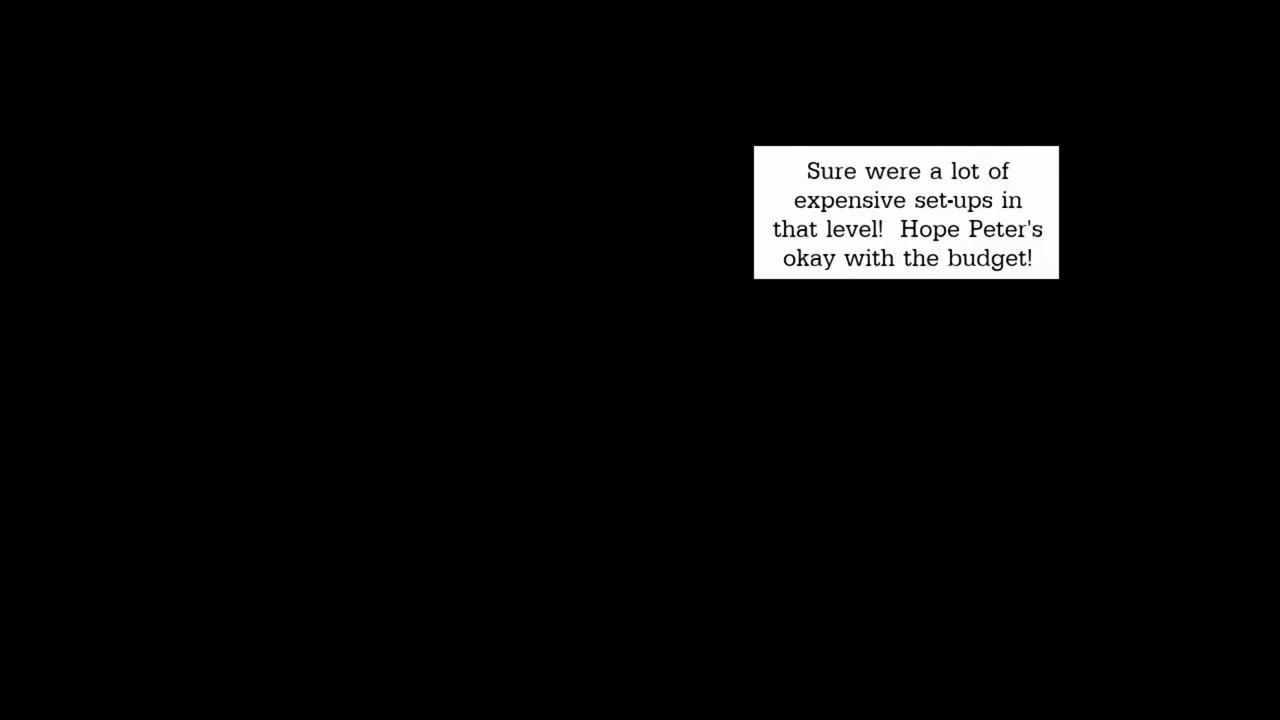 Sure were a lot of
expensive set-ups in
that level!  Hope Peter's
okay with the budget!